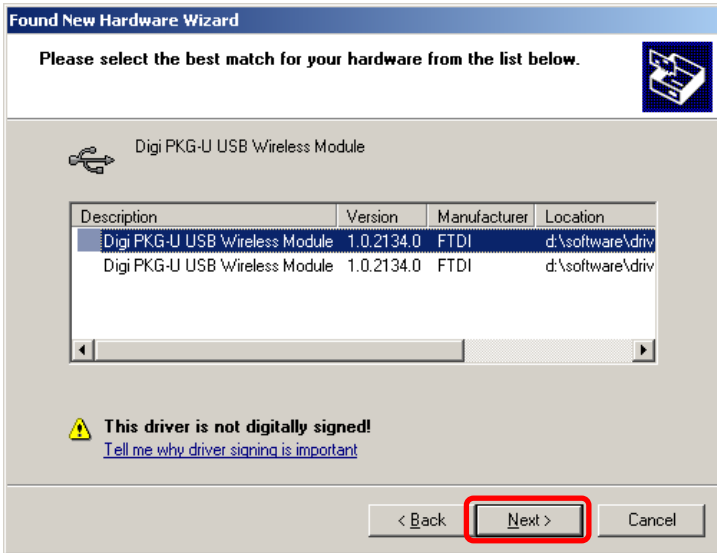 Found New Hardware Wizard
Please select the best match for your hardware from the list below.
Digi PKG-U USB Wireless Module
Description Version Manufacturer Location
Digi PKG-U USB Wireless Module 1.0.2134.0 FTDI d:\software\driv
Digi PKG-U USB Wireless Module 1.0.2134.0 FTDI d:\software\driv
This driver is not digitally signed!
Tell me why driver signing is important
< Back Next > Cancel